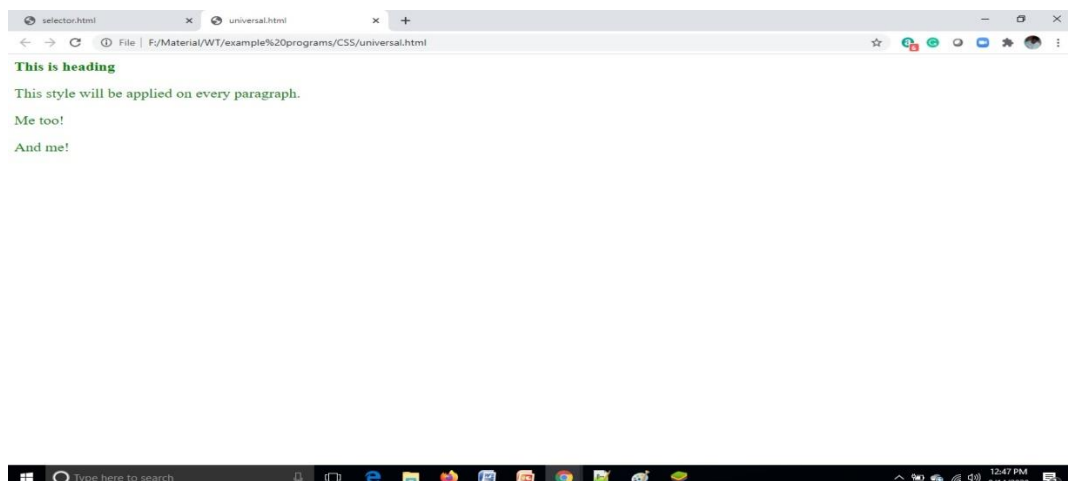 selector.html
universal.html
File | F:/Material/WT/example%20programs/CSS/universal.html
This is heading
This style will be applied on every paragraph.
Me too!
And me!
Type here to search
12:47 PM